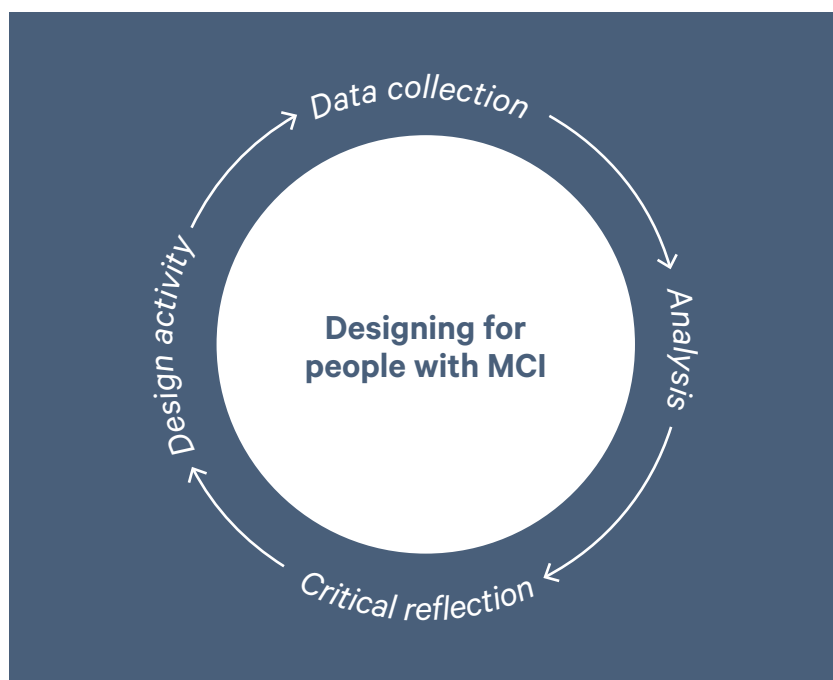 Data collection
Analysis
Critical reflection
Design activity
Designing for
people with MCI